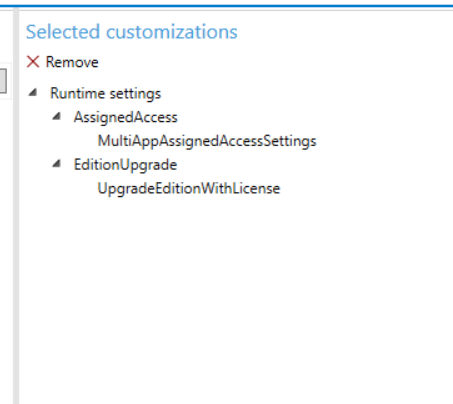 Selected customizations
Remove
Runtime settings
AssignedAccess
MultiAppAssignedAccessSettings
EditionUpgrade
UpgradeEditionWithLicense